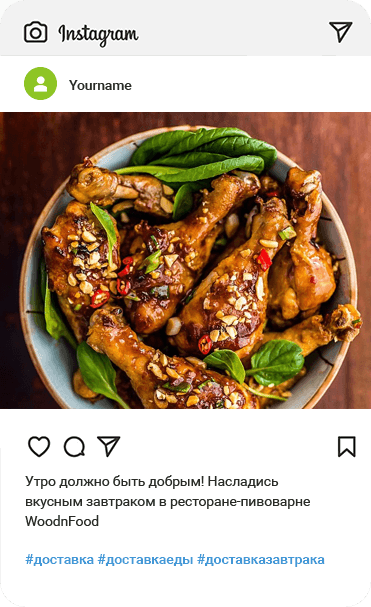 Instagram
Yourname
Утро должно быть добрым! Насладись
вкусным завтраком в ресторане-пивоварне
WoodnFood
#доставка #доставкаеды #доставказавтрака